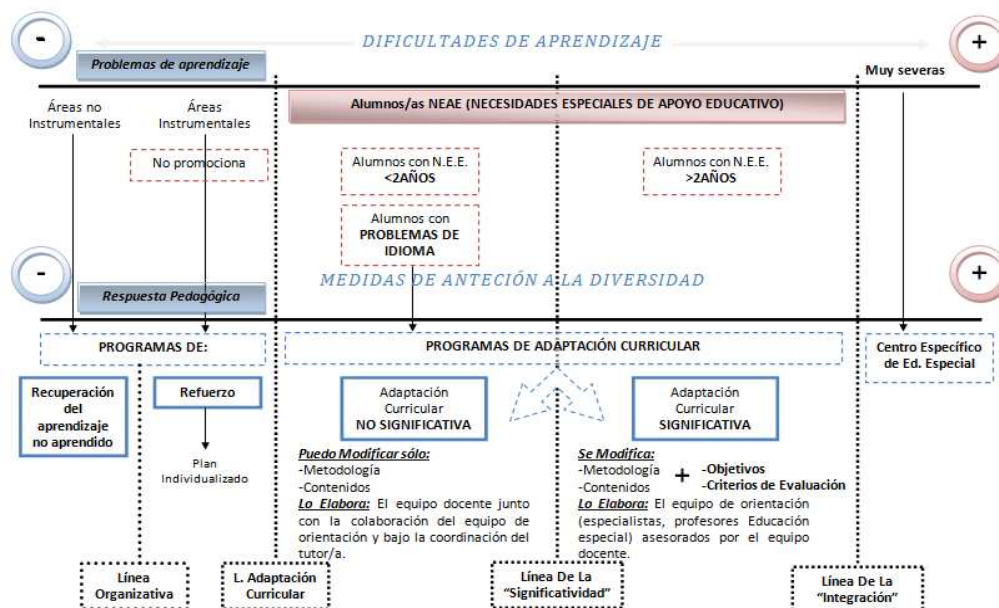 -
DIFICULTADES DE APRENDIZAJE
+
Problemas de aprendizaje
Muy severas
Áreas no
Instrumentales
Áreas
Instrumentales
Alumnos/as NEAE (NECESIDADES ESPECIALES DE APOYO EDUCATIVO)
No promociona
Alumnos con N.E.E.
<2AÑOS
Alumnos con N.E.E.
>2AÑOS
Alumnos con
PROBLEMAS DE
IDIOMA
-
MEDIDAS DE ANTECIÓN A LA DIVERSIDAD
+
Respuesta Pedagógica
PROGRAMAS DE:
PROGRAMAS DE ADAPTACIÓN CURRICULAR
Centro Específico
de Ed. Especial
Recuperación
del
aprendizaje
no aprendido
Refuerzo
Plan
Individualizado
Adaptación
Curricular
NO SIGNIFICATIVA
Adaptación
Curricular
SIGNIFICATIVA
Puedo Modificar sólo:
-Metodología
-Contenidos
Lo Elabora: El equipo docente junto
con la colaboración del equipo de
orientación y bajo la coordinación del
tutor/a.
Se Modifica:
-Metodología + -Objetivos
-Contenidos -Criterios de Evaluación
Lo Elabora: El equipo de orientación
(especialistas, profesores Educación
especial) asesorados por el equipo
docente.
Línea
Organizativa
L. Adaptación
Curricular
Línea De La
"Significatividad"
Línea De La
"Integración"